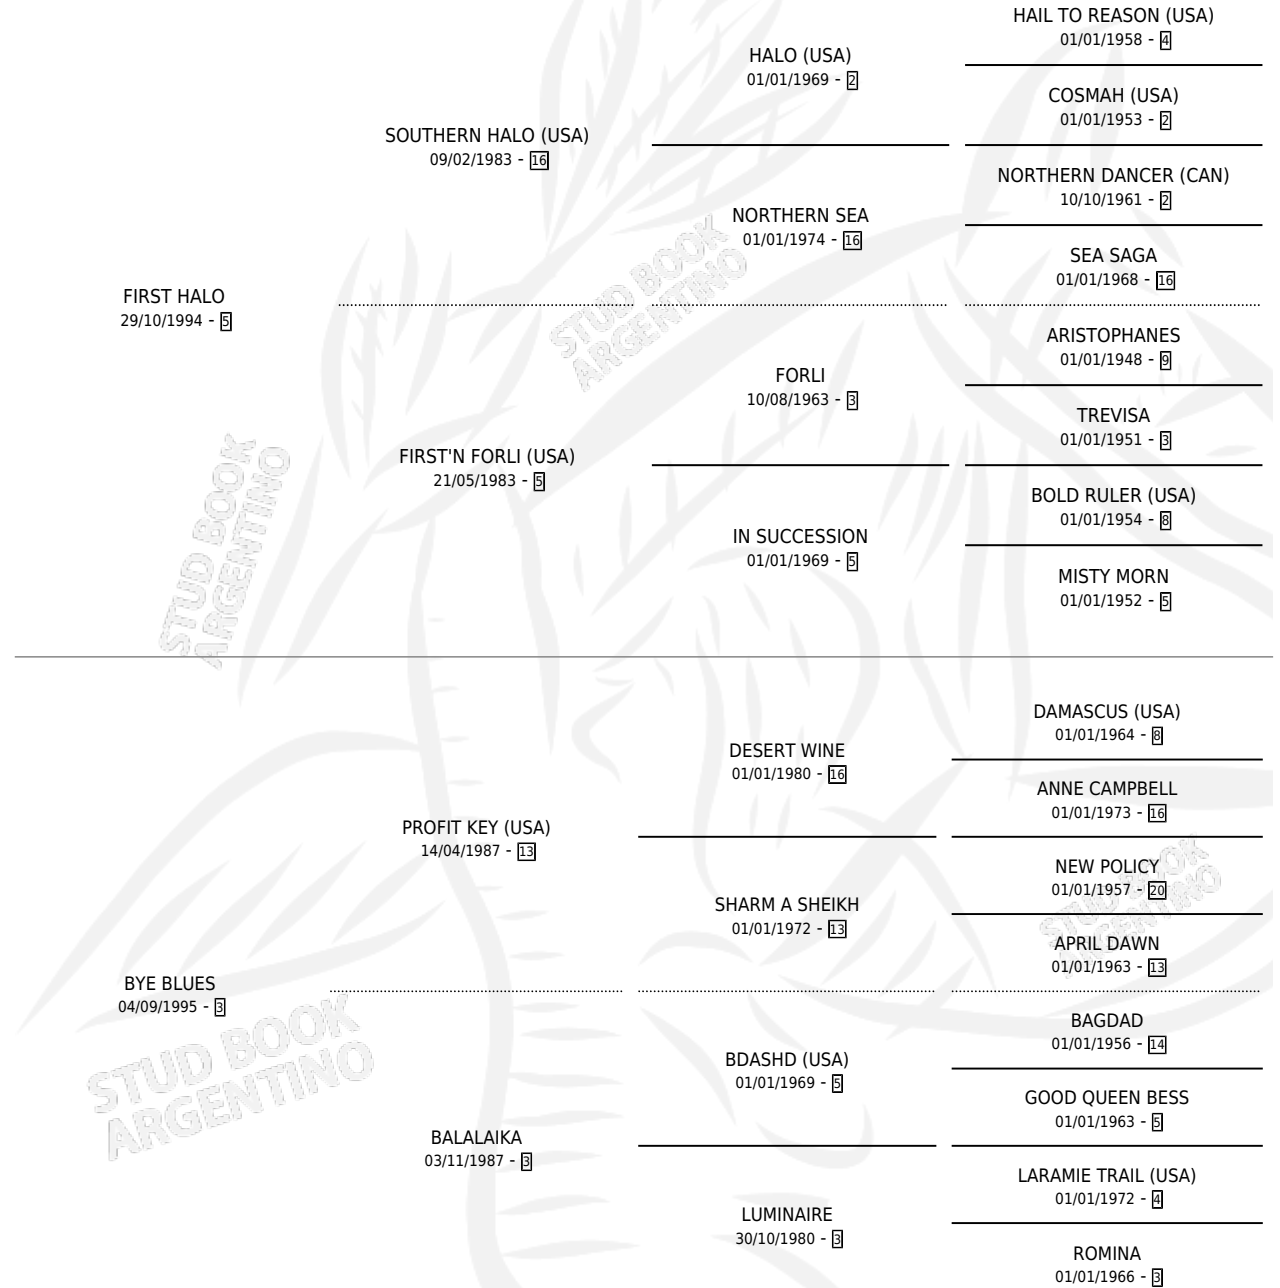 HAIL TO REASON (USA)
01/01/1958 - 4
HALO (USA)
01/01/1969 - 2
COSMAH (USA)
01/01/1953 - 2
SOUTHERN HALO (USA)
09/02/1983 - 16
NORTHERN DANCER (CAN)
10/10/1961 - 2
NORTHERN SEA
01/01/1974 - 16
SEA SAGA
01/01/1968 - 16
FIRST HALO
29/10/1994 - 5
STUD BOOK
ARGENTINO
ARISTOPHANES
01/01/1948 - 9
FORLI
10/08/1963 - 3
TREVISA
01/01/1951 - 3
FIRST'N FORLI (USA)
21/05/1983 - 5
BOLD RULER (USA)
01/01/1954 - 8
IN SUCCESSION
01/01/1969 - 5
MISTY MORN
01/01/1952 - 5
STUD BOOK
ARGENTINO
DAMASCUS (USA)
01/01/1964 - 8
DESERT WINE
01/01/1980 - 16
ANNE CAMPBELL
01/01/1973 - 16
PROFIT KEY (USA)
14/04/1987 - 13
NEW POLICY
01/01/1957 - 20
SHARM A SHEIKH
01/01/1972 - 13
STUD BOOK
ARGENTINO
APRIL DAWN
01/01/1963 - 13
BYE BLUES
04/09/1995 - 3
BAGDAD
01/01/1956 - 14
BDASHD (USA)
01/01/1969 - 5
STUD BOOK
ARGENTINO
GOOD QUEEN BESS
01/01/1963 - 5
BALALAIKA
03/11/1987 - 3
LARAMIE TRAIL (USA)
01/01/1972 - 4
LUMINAIRE
30/10/1980 - 3
ROMINA
01/01/1966 - 3